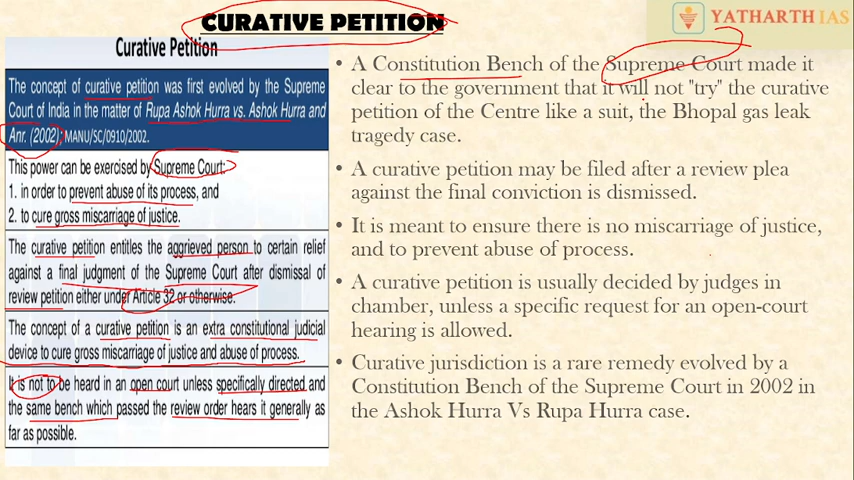 CURATIVE PETITION
YATHARTH IAS
Curative Petition
The concept of curative petition was first evolved by the Supreme
Court of India in the matter of Rupa Ashok Hurra vs. Ashok Hurra and
Anr. (2002); MANU/SC/0910/2002.
This power can be exercised by Supreme Court:
1. in order to prevent abuse of its process, and
2. to cure gross miscarriage of justice.
The curative petition entitles the aggrieved person to certain relief
against a final judgment of the Supreme Court after dismissal of
review petition either under Article 32 or otherwise.
The concept of a curative petition is an extra constitutional judicial
device to cure gross miscarriage of justice and abuse of process.
It is not to be heard in an open court unless specifically directed and
the same bench which passed the review order hears it generally as
far as possible.
• A Constitution Bench of the Supreme Court made it
clear to the government that it will not "try" the curative
petition of the Centre like a suit, the Bhopal gas leak
tragedy case.
• A curative petition may be filed after a review plea
against the final conviction is dismissed.
• It is meant to ensure there is no miscarriage of justice,
and to prevent abuse of process.
• A curative petition is usually decided by judges in
chamber, unless a specific request for an open-court
hearing is allowed.
• Curative jurisdiction is a rare remedy evolved by a
Constitution Bench of the Supreme Court in 2002 in
the Ashok Hurra Vs Rupa Hurra case.